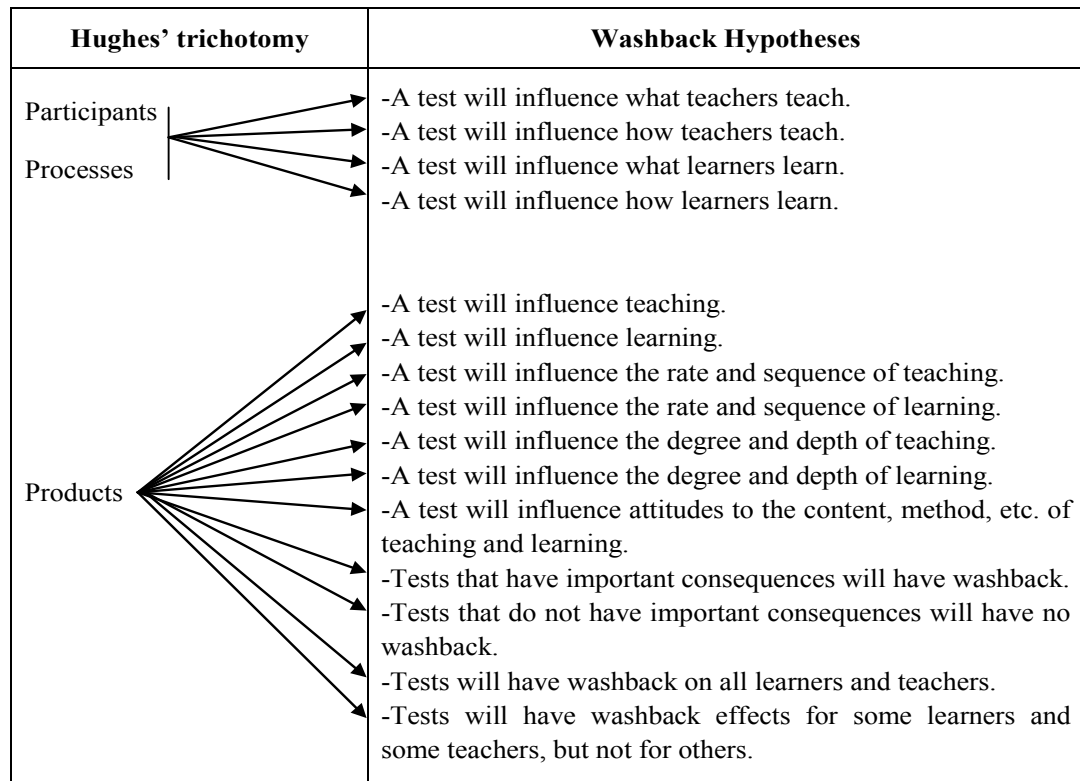 Hughes’ trichotomy
Washback Hypotheses
Participants
Processes
-A test will influence what teachers teach.
-A test will influence how teachers teach.
-A test will influence what learners learn.
-A test will influence how learners learn.
Products
-A test will influence teaching.
-A test will influence learning.
-A test will influence the rate and sequence of teaching.
-A test will influence the rate and sequence of learning.
-A test will influence the degree and depth of teaching.
-A test will influence the degree and depth of learning.
-A test will influence attitudes to the content, method, etc. of
teaching and learning.
-Tests that have important consequences will have washback.
-Tests that do not have important consequences will have no
washback.
-Tests will have washback on all learners and teachers.
-Tests will have washback effects for some learners and
some teachers, but not for others.